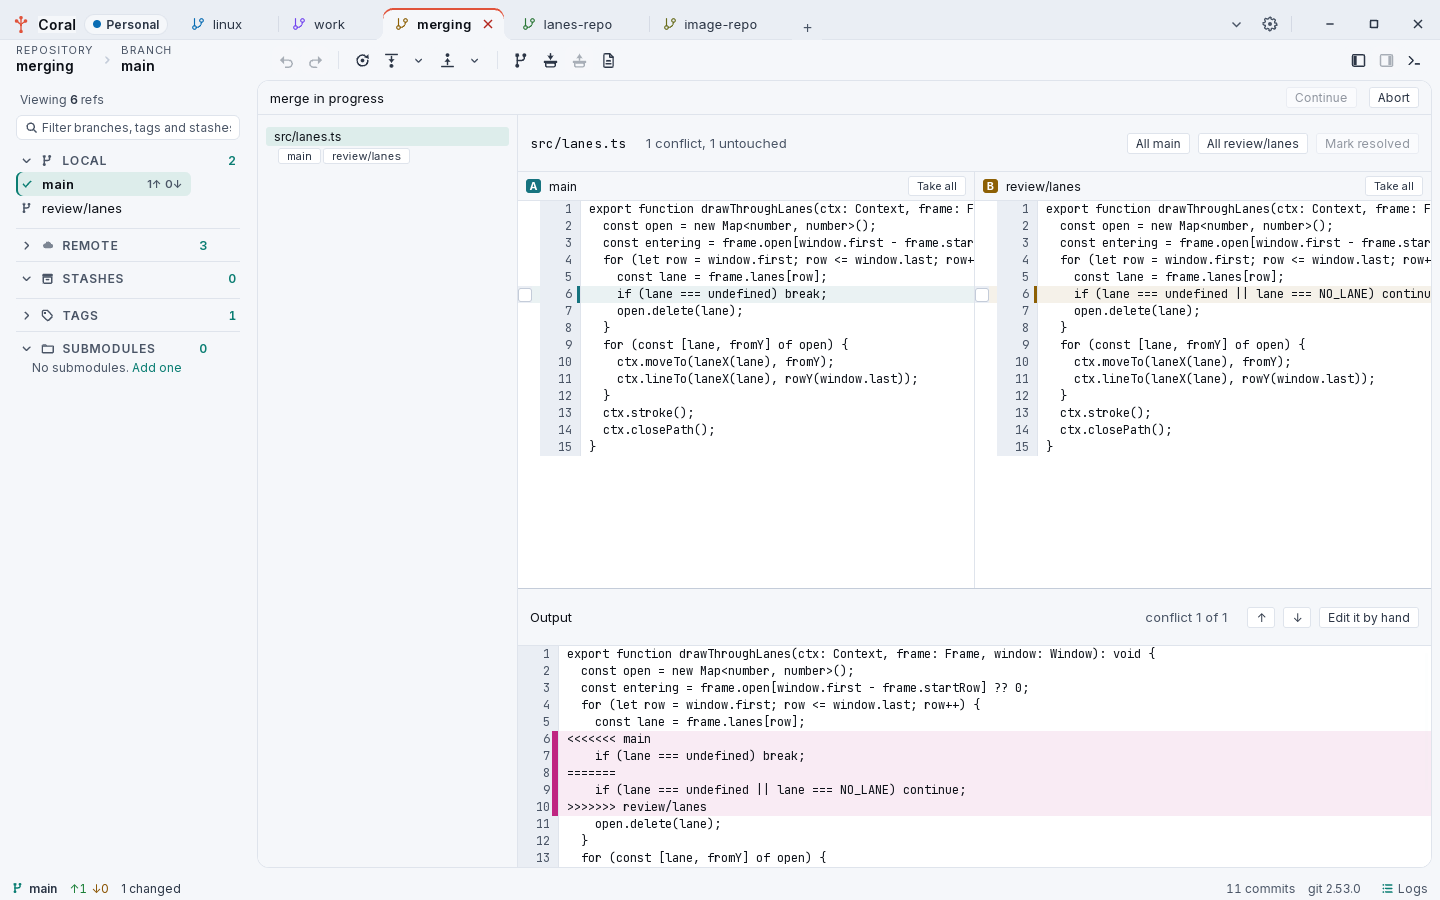 Coral
Personal
linux
work
merging
lanes-repo
image-repo
REPOSITORY
merging
BRANCH
main
Viewing 6 refs
Filter branches, tags and stashes
LOCAL 2
main 1↑ 0↓
review/lanes
REMOTE 3
STASHES 0
TAGS 1
SUBMODULES 0
No submodules. Add one
merge in progress
Continue
Abort
src/lanes.ts
main
review/lanes
src/lanes.ts
1 conflict, 1 untouched
All main
All review/lanes
Mark resolved
A main
Take all
1 export function drawThroughLanes(ctx: Context, frame: F
2 const open = new Map<number, number>();
3 const entering = frame.open[window.first - frame.star
4 for (let row = window.first; row <= window.last; row+
5 const lane = frame.lanes[row];
6 if (lane === undefined) break;
7 open.delete(lane);
8 }
9 for (const [lane, fromY] of open) {
10 ctx.moveTo(laneX(lane), fromY);
11 ctx.lineTo(laneX(lane), rowY(window.last));
12 }
13 ctx.stroke();
14 ctx.closePath();
15 }
B review/lanes
Take all
1 export function drawThroughLanes(ctx: Context, frame: F
2 const open = new Map<number, number>();
3 const entering = frame.open[window.first - frame.star
4 for (let row = window.first; row <= window.last; row+
5 const lane = frame.lanes[row];
6 if (lane === undefined || lane === NO_LANE) continu
7 open.delete(lane);
8 }
9 for (const [lane, fromY] of open) {
10 ctx.moveTo(laneX(lane), fromY);
11 ctx.lineTo(laneX(lane), rowY(window.last));
12 }
13 ctx.stroke();
14 ctx.closePath();
15 }
Output
conflict 1 of 1
↑
↓
Edit it by hand
1 export function drawThroughLanes(ctx: Context, frame: Frame, window: Window): void {
2 const open = new Map<number, number>();
3 const entering = frame.open[window.first - frame.startRow] ?? 0;
4 for (let row = window.first; row <= window.last; row++) {
5 const lane = frame.lanes[row];
6 <<<<<<< main
7 if (lane === undefined) break;
8 =======
9 if (lane === undefined || lane === NO_LANE) continue;
10 >>>>>>> review/lanes
11 open.delete(lane);
12 }
13 for (const [lane, fromY] of open) {
main
↑1 ↓0
1 changed
11 commits
git 2.53.0
Logs